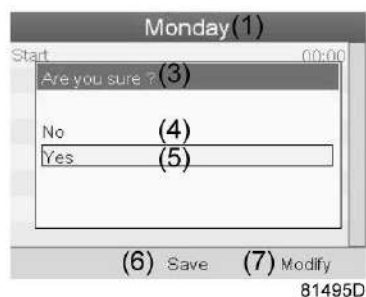 Monday (1)
Start 00:00
Are you sure ? (3)
No (4)
Yes (5)
(6) Save (7) Modify
81495D